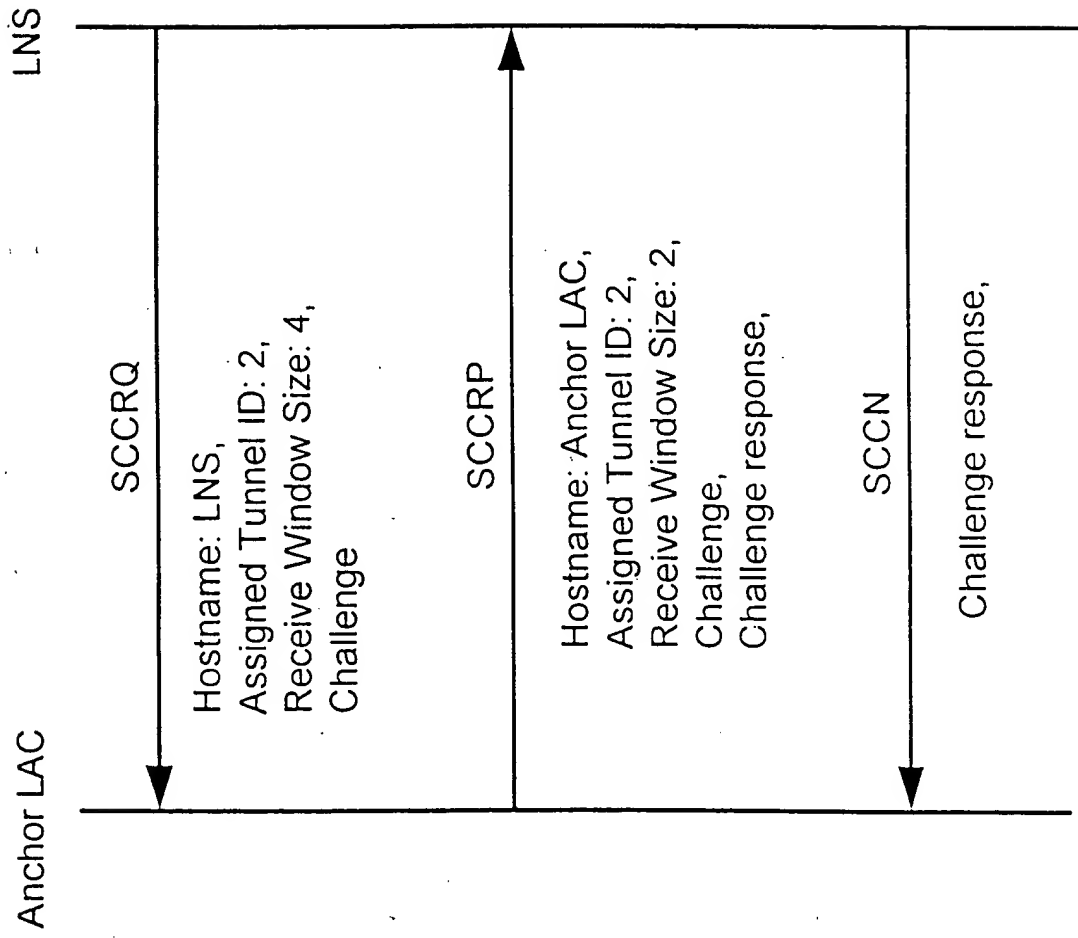 Anchor LAC
LNS
SCCRQ
Hostname: LNS,
Assigned Tunnel ID: 2,
Receive Window Size: 4,
Challenge
SCCRP
Hostname: Anchor LAC,
Assigned Tunnel ID: 2,
Receive Window Size: 2,
Challenge,
Challenge response,
SCCN
Challenge response,